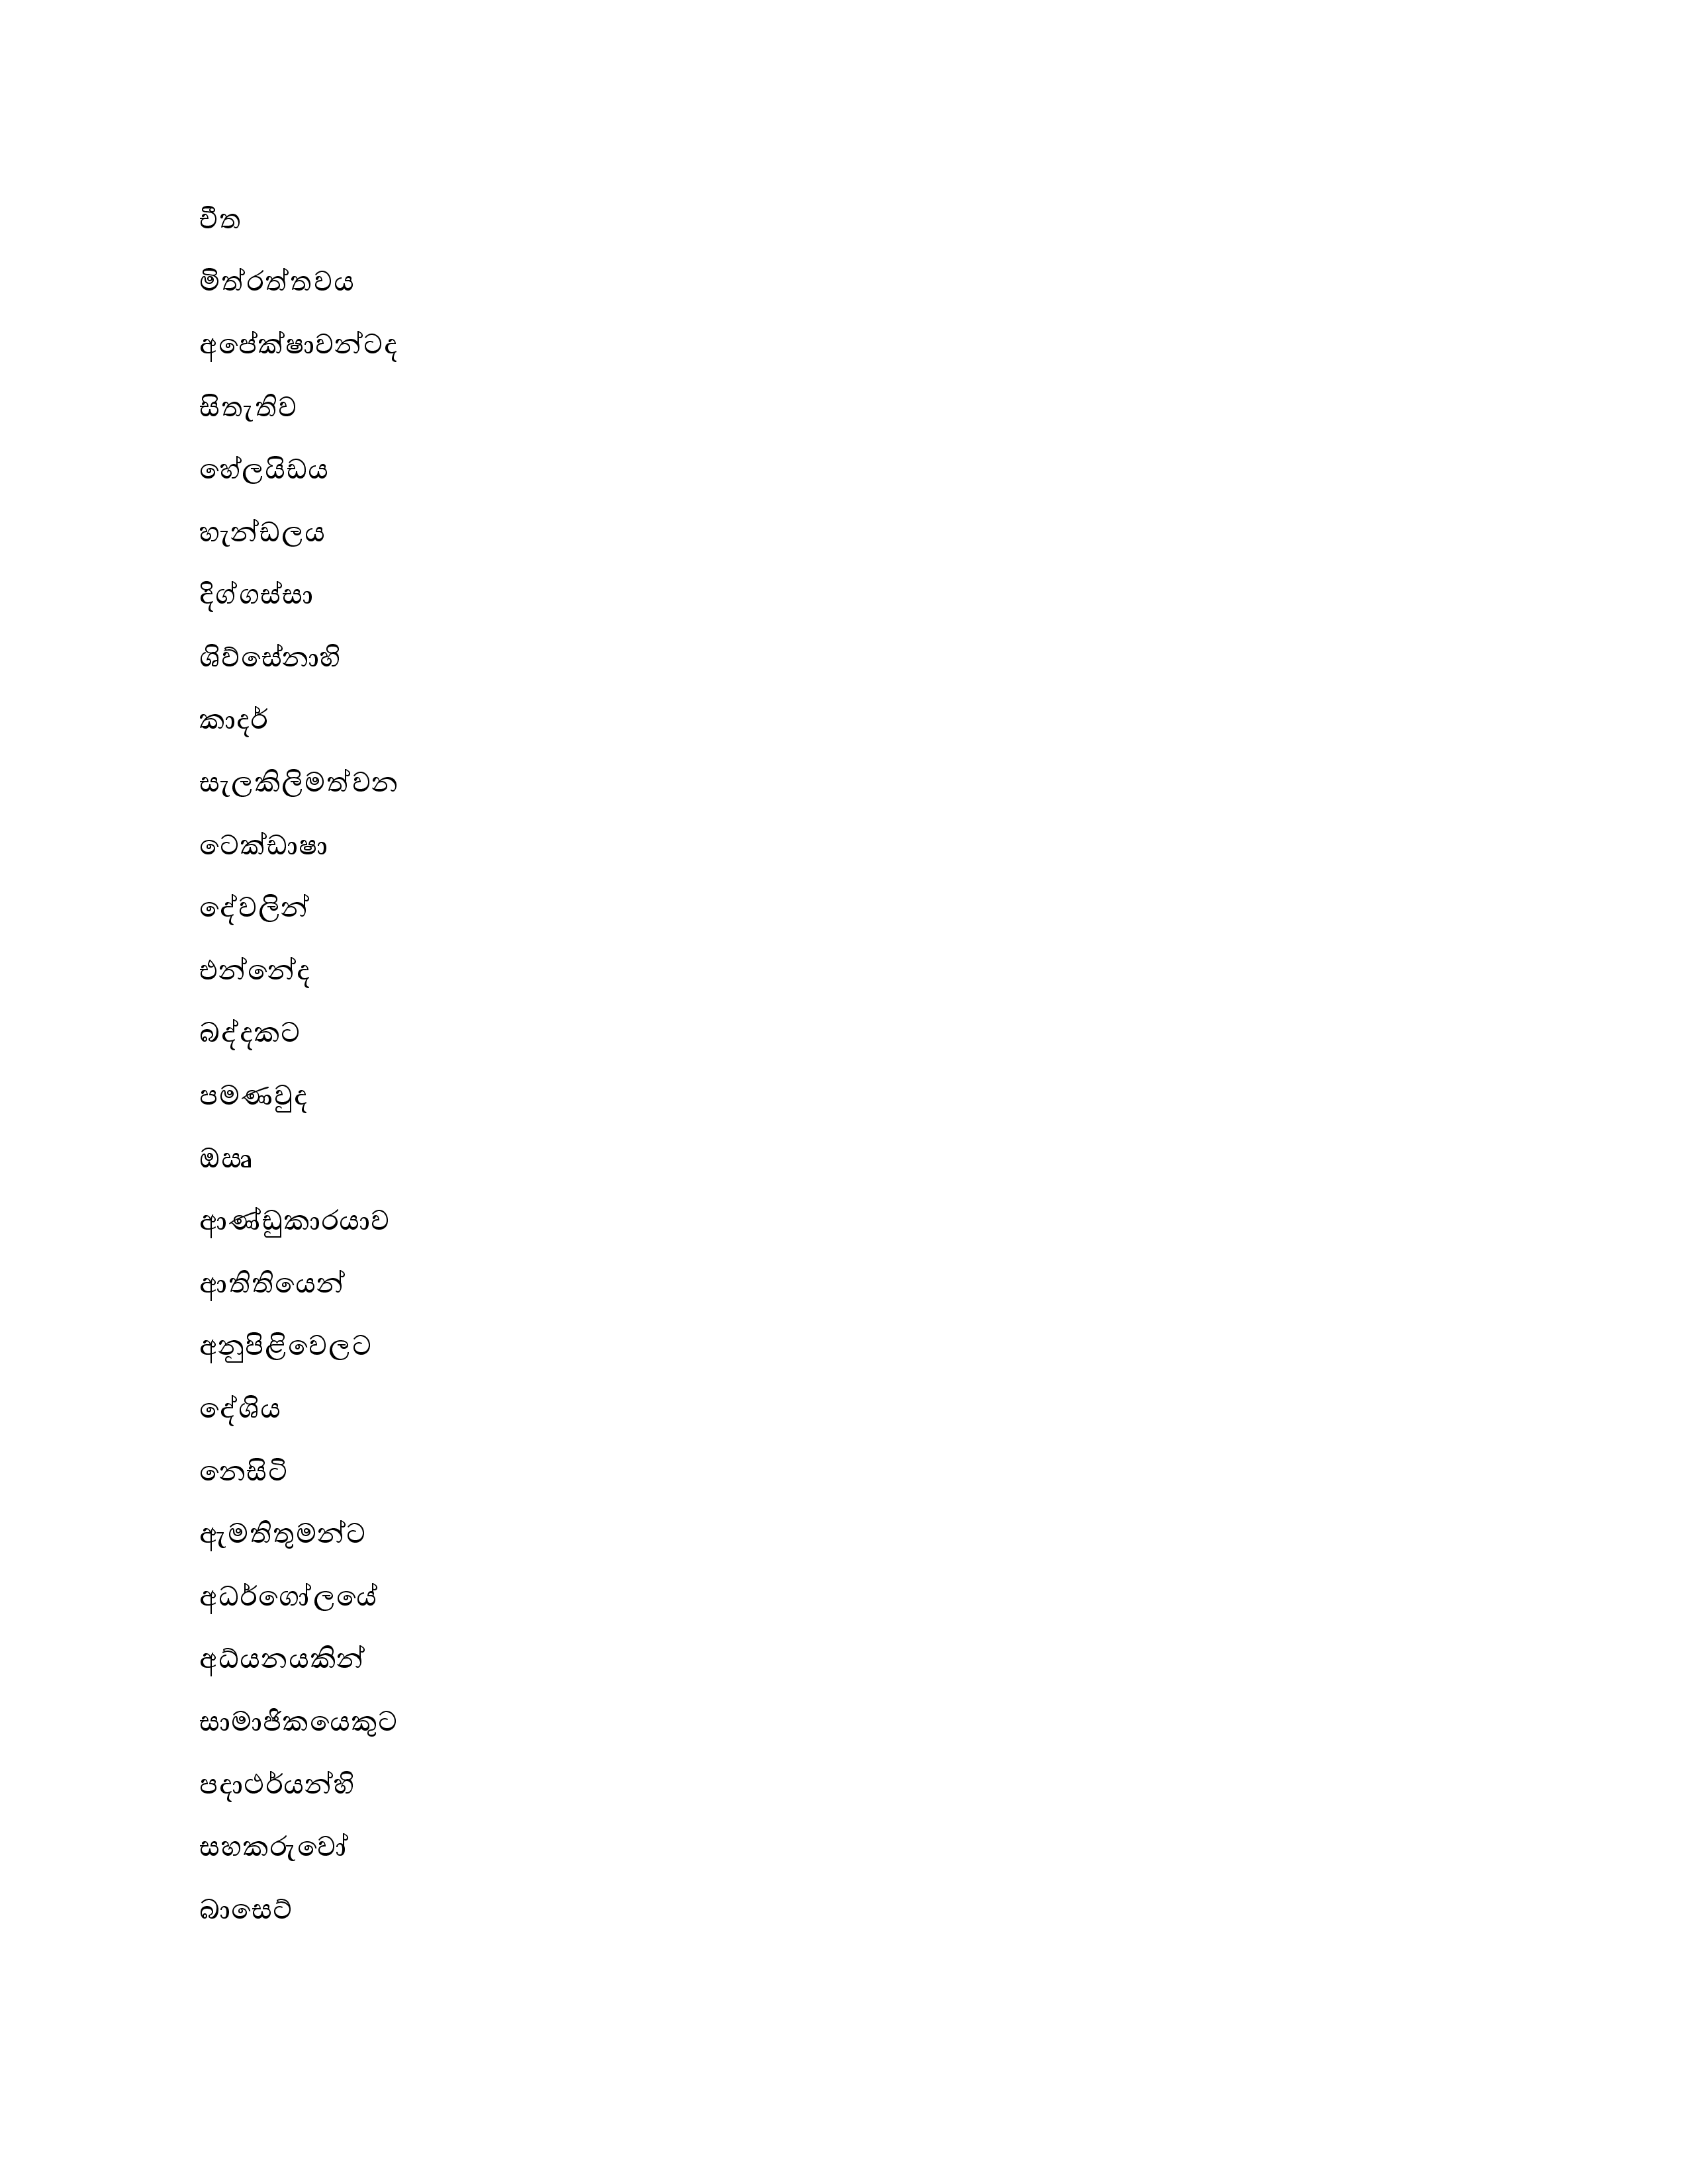 චීත
මිත්රත්තවය
අපේක්ෂාවන්ටද
සිතැතිව
හේලයිඩය
හැන්ඩලය
දිග්ගස්සා
ශිව්සේනාහි
කාදර්
සැලකිලිමත්වන
ටෙක්ඩාෂා
දේවලින්
එන්නේද
බද්දකට
පමණවුද
ඔඝෘ
ආණ්ඩුකාරයාව
ආතිතියෙන්
අනුපිළිවෙලට
දේශිය
නෙසිටි
ඇමතිතුමන්ට
අධර්ගෝලයේ
අධ්යනයකින්
සාමාජිකයෙකුට
පදාථර්යන්හි
සහකරුවෝ
බාසෙට්